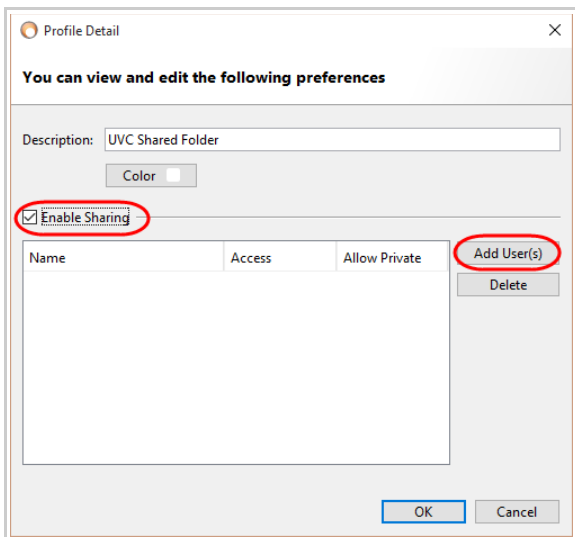 Profile Detail
You can view and edit the following preferences
Description: UVC Shared Folder
Color
Enable Sharing
Name Access Allow Private Add User(s)
Delete
OK Cancel